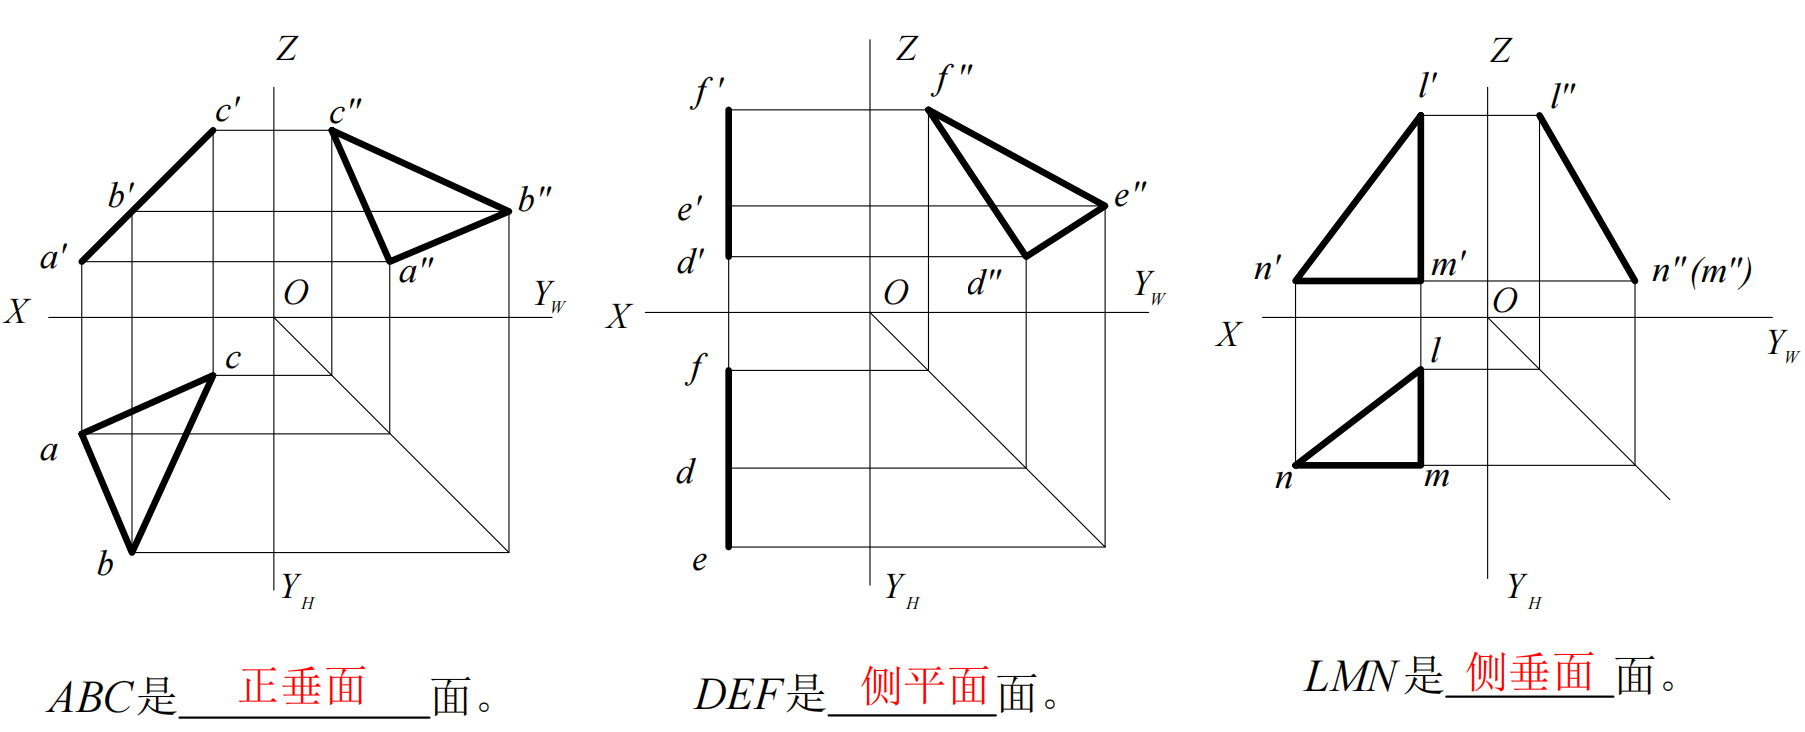 Z
c′
c″
b′
b″
a′
a″
O
X
Y_W
c
a
b
Y_H
ABC是 正垂面 面。
Z
f′
f″
e′
e″
d′
d″
O
X
Y_W
f
d
e
Y_H
DEF是 侧平面 面。
Z
l′
l″
n′
m′
n″(m″)
O
X
Y_W
l
n
m
Y_H
LMN是 侧垂面 面。